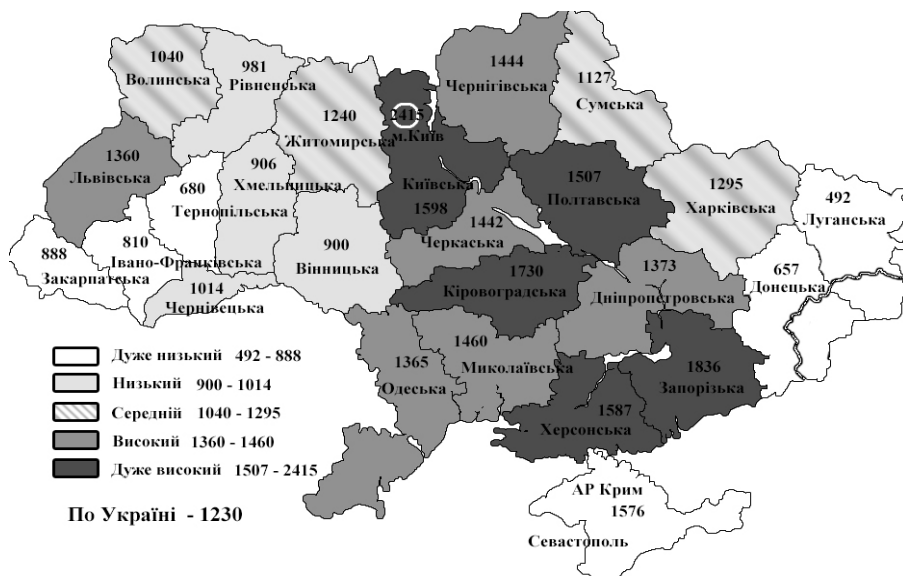 1040
Волинська
981
Рівненська
1240
Житомирська
2415
м.Київ
1444
Чернігівська
1127
Сумська
1360
Львівська
680
Тернопільська
906
Хмельницька
Київська
1598
1507
Полтавська
1295
Харківська
492
Луганська
888
Закарпатська
810
Івано-Франківська
900
Вінницька
1442
Черкаська
657
Донецька
1014
Чернівецька
1730
Кіровоградська
1373
Дніпропетровська
1365
Одеська
1460
Миколаївська
1836
Запорізька
1587
Херсонська
АР Крим
1576
Севастополь
Дуже низький 492 - 888
Низький 900 - 1014
Середній 1040 - 1295
Високий 1360 - 1460
Дуже високий 1507 - 2415
По Україні - 1230